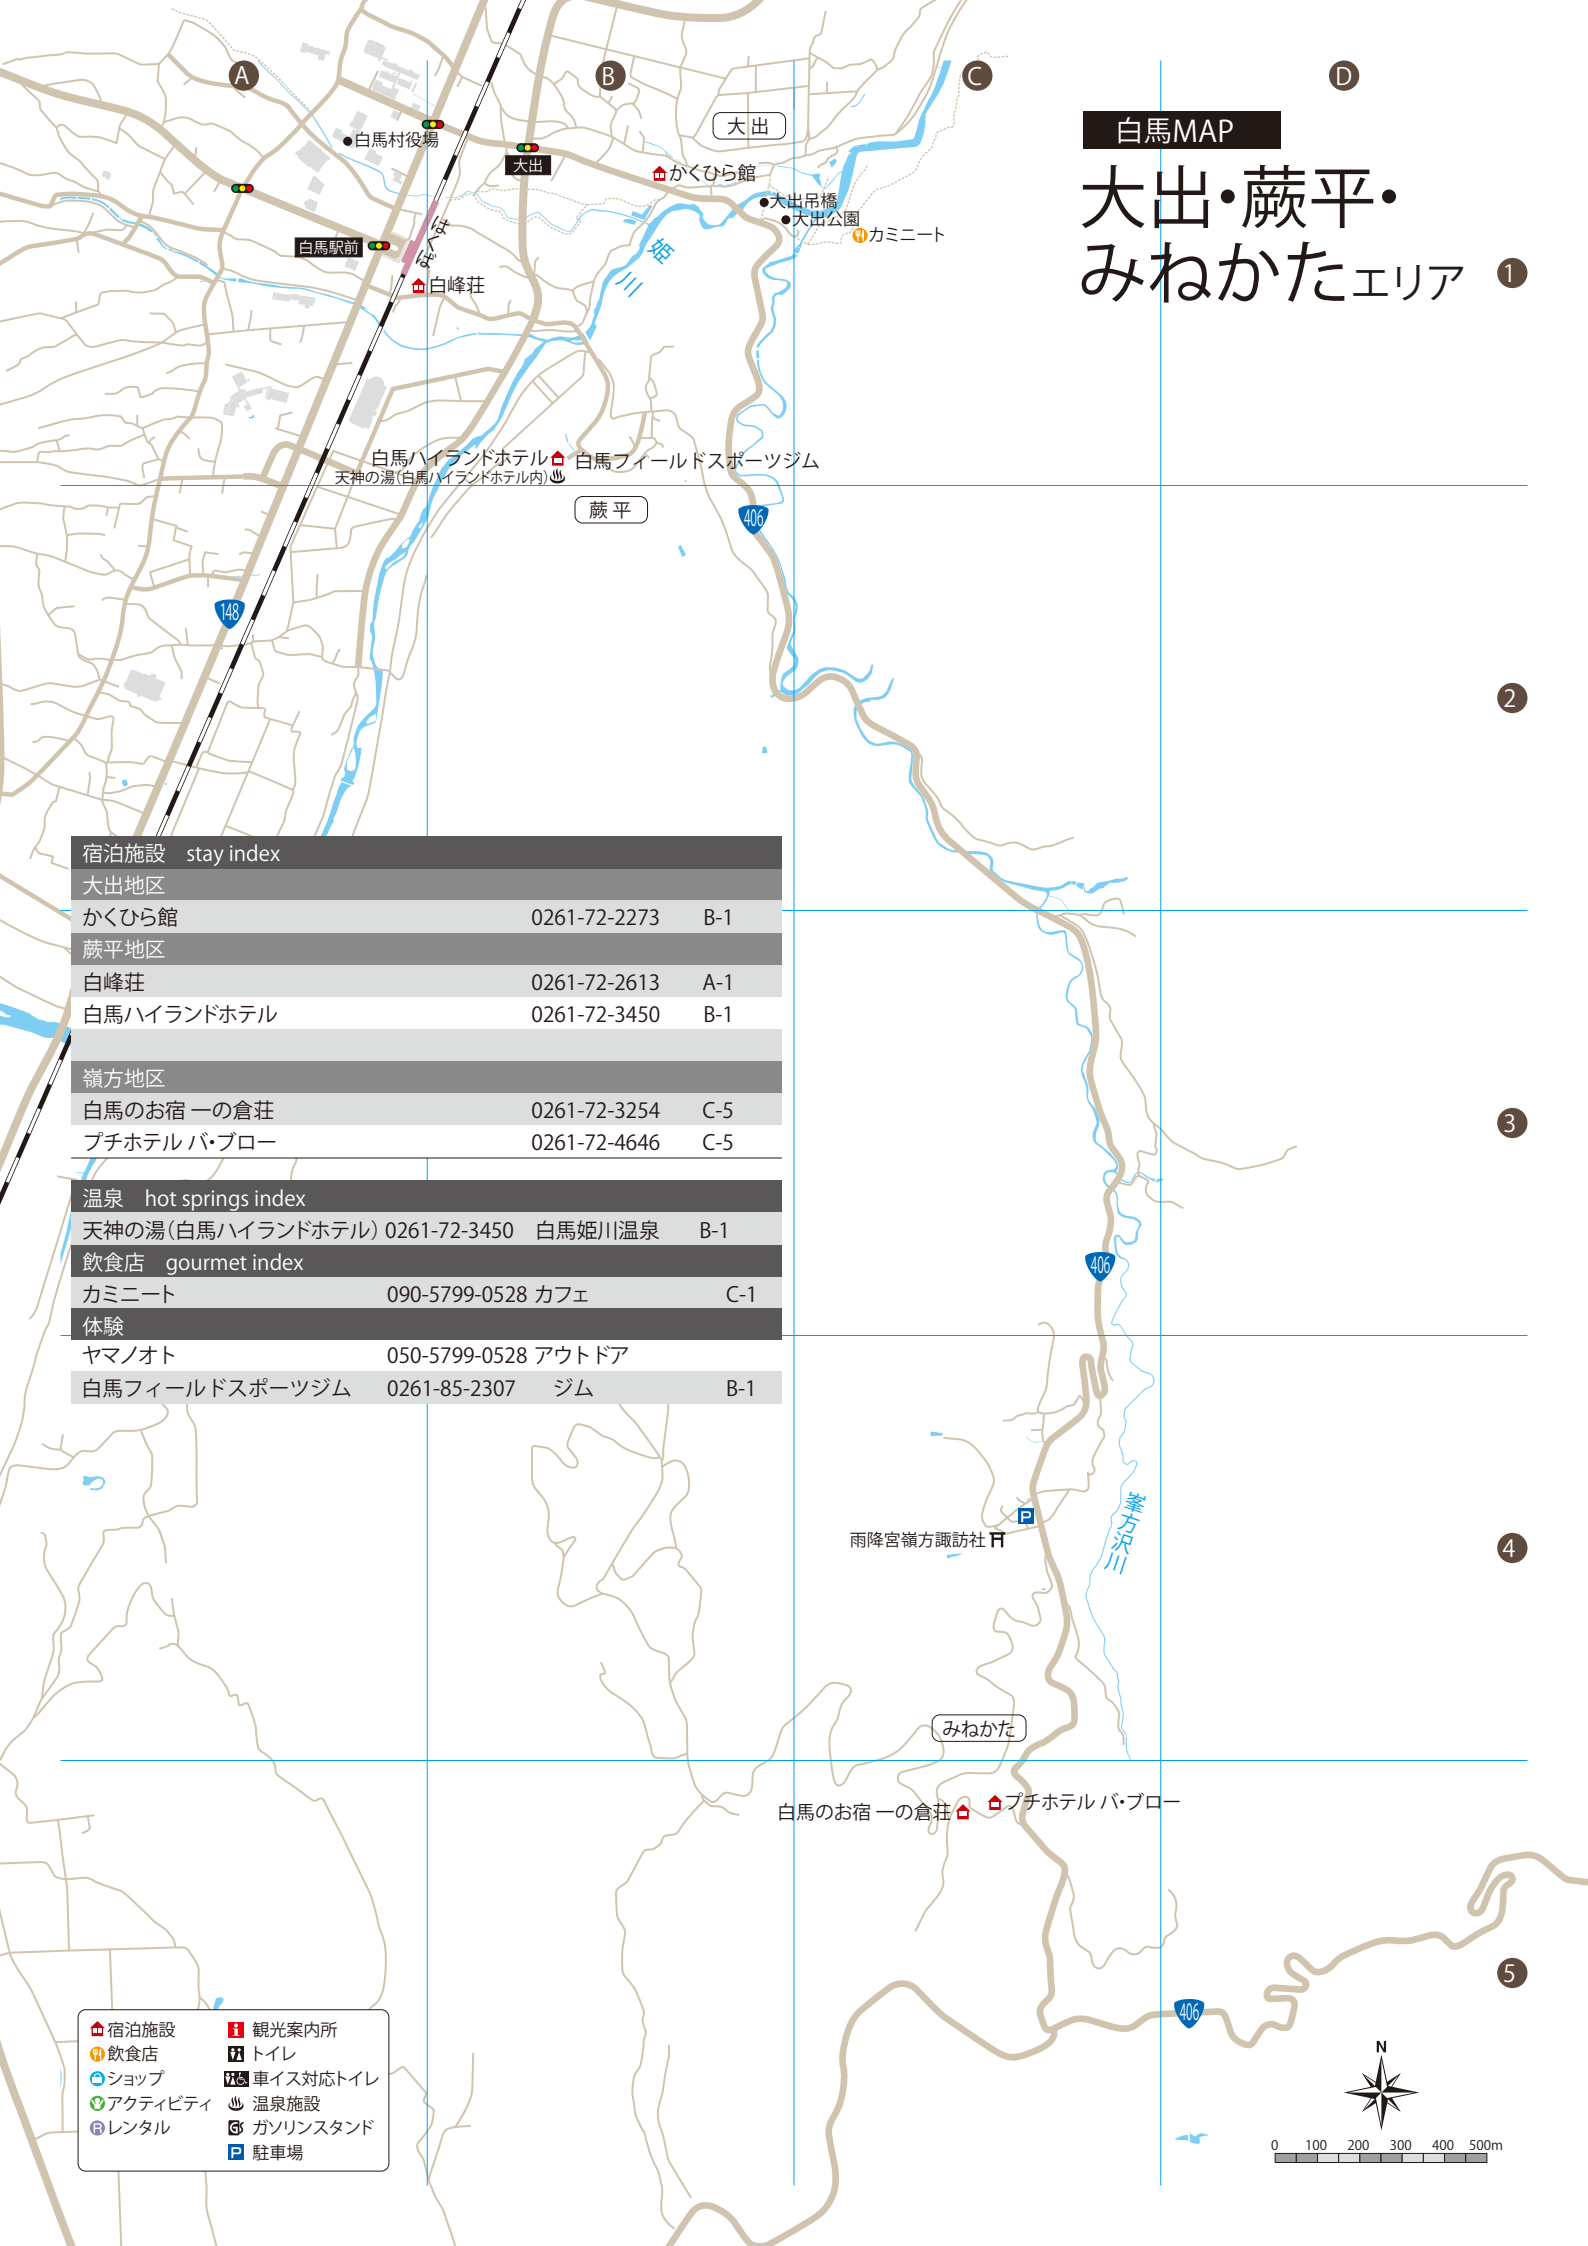 A
B
C
D
白馬MAP
大出・蕨平・
みねかたエリア
1
2
3
4
5
大出
白馬村役場
大出
かくひら館
大出吊橋
大出公園
カミニート
白馬駅前
はくば
白峰荘
姫川
白馬ハイランドホテル
白馬フィールドスポーツジム
天神の湯(白馬ハイランドホテル内)
蕨平
406
148
宿泊施設 stay index
大出地区
かくひら館 0261-72-2273 B-1
蕨平地区
白峰荘 0261-72-2613 A-1
白馬ハイランドホテル 0261-72-3450 B-1
嶺方地区
白馬のお宿 一の倉荘 0261-72-3254 C-5
プチホテル バ・ブロー 0261-72-4646 C-5
温泉 hot springs index
天神の湯(白馬ハイランドホテル) 0261-72-3450 白馬姫川温泉 B-1
飲食店 gourmet index
カミニート 090-5799-0528 カフェ C-1
体験
ヤマノオト 050-5799-0528 アウトドア
白馬フィールドスポーツジム 0261-85-2307 ジム B-1
406
峯方沢川
P
雨降宮嶺方諏訪社
みねかた
白馬のお宿 一の倉荘
プチホテル バ・ブロー
406
宿泊施設
飲食店
ショップ
アクティビティ
R レンタル
i 観光案内所
トイレ
車イス対応トイレ
温泉施設
GS ガソリンスタンド
P 駐車場
N
0 100 200 300 400 500m